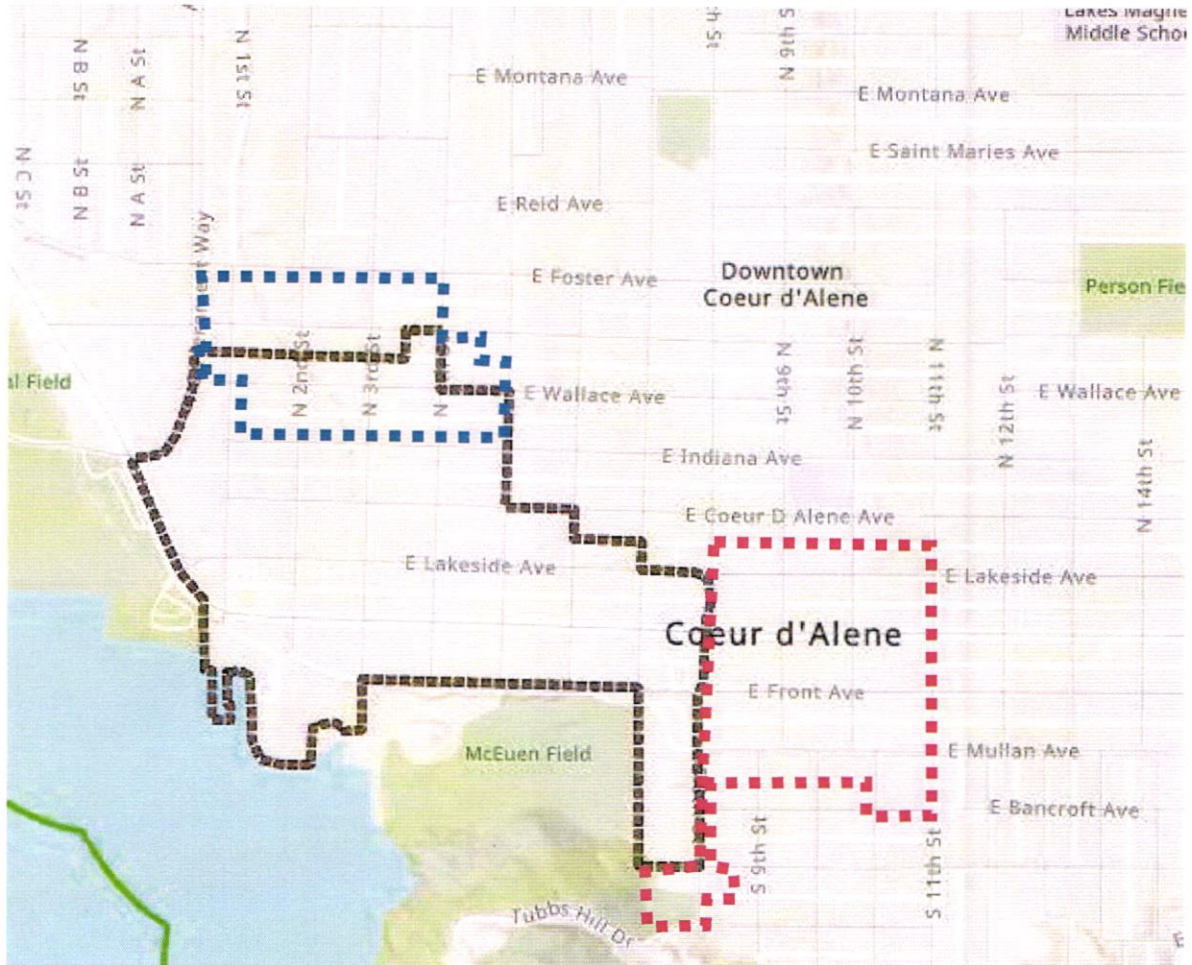 Lakes Magne
Middle Schoo
N B St
N A St
N 1st St
N 9th S
E Montana Ave
E Montana Ave
E Saint Maries Ave
N C St
N B St
N A St
E Reid Ave
E Foster Ave
Downtown
Coeur d'Alene
Person Fie
al Field
N 2nd St
N 3rd St
N
E Wallace Ave
N 9th St
N 10th St
N 11th St
N 12th St
E Wallace Ave
E Indiana Ave
N 14th St
E Coeur D Alene Ave
E Lakeside Ave
E Lakeside Ave
Coeur d'Alene
E Front Ave
McEuen Field
E Mullan Ave
E Bancroft Ave
S 9th St
S 11th St
Tubbs Hill Dr
E